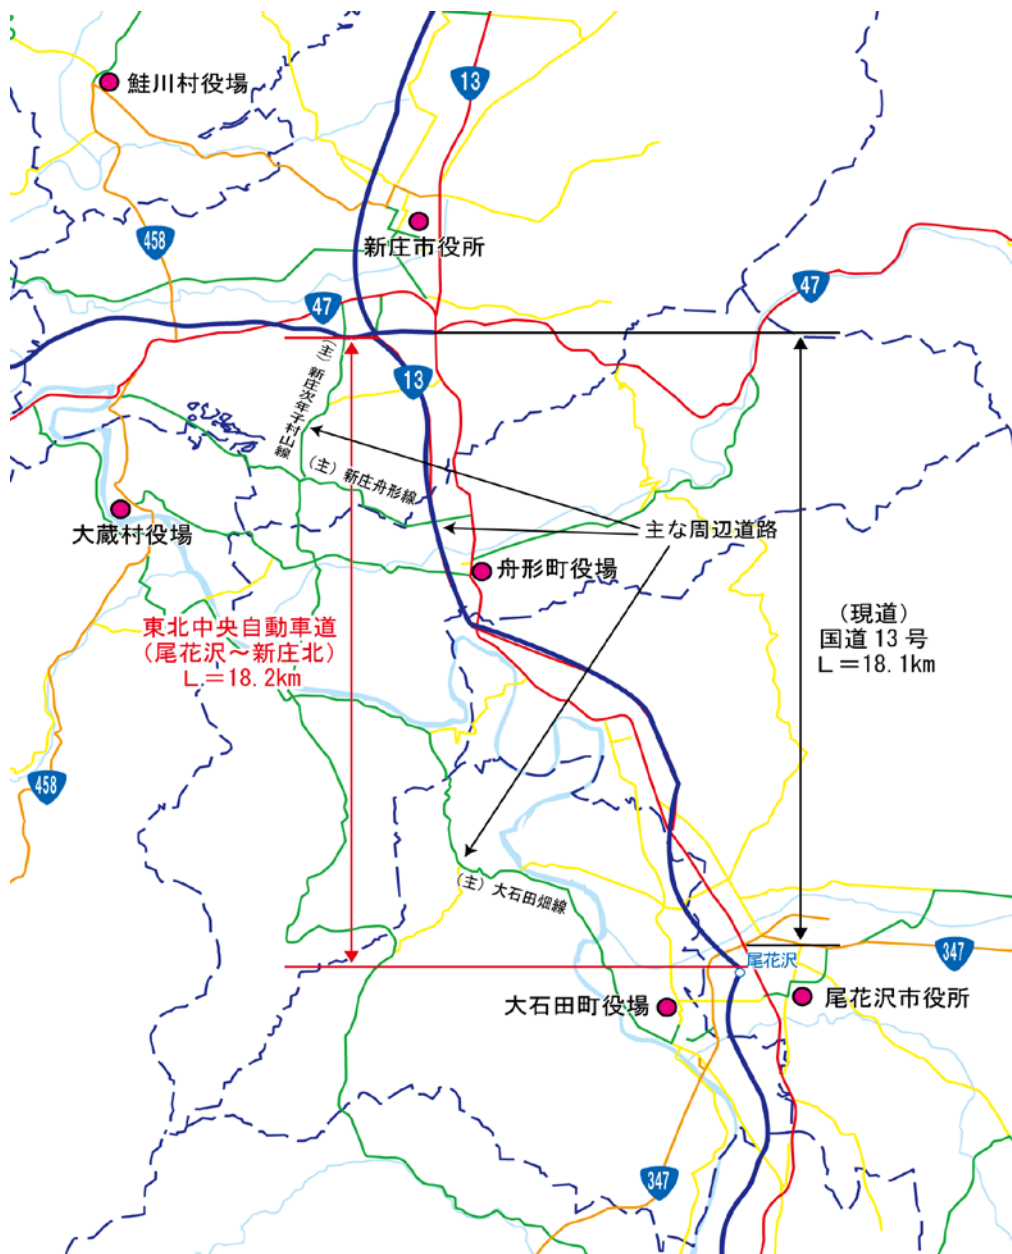 鮭川村役場
13
新庄市役所
458
47
47
13
(主)新庄次年子村山線
(主)新庄舟形線
大蔵村役場
主な周辺道路
舟形町役場
東北中央自動車道
(尾花沢～新庄北)
L=18.2km
(現道)
国道13号
L=18.1km
458
(主)大石田畑線
347
尾花沢
大石田町役場
尾花沢市役所
347